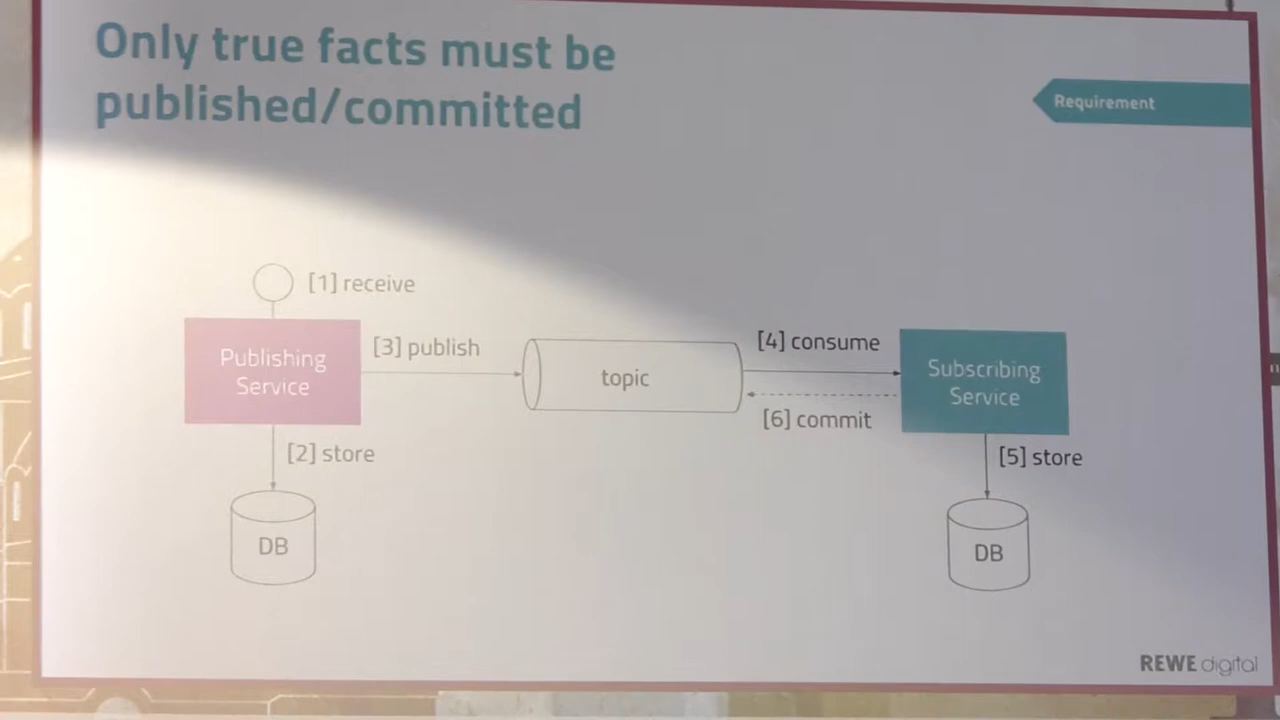 Only true facts must be
published/committed
Requirement
[1] receive
Publishing
Service
[3] publish
topic
[4] consume
[6] commit
Subscribing
Service
[2] store
[5] store
DB
DB
REWE digital